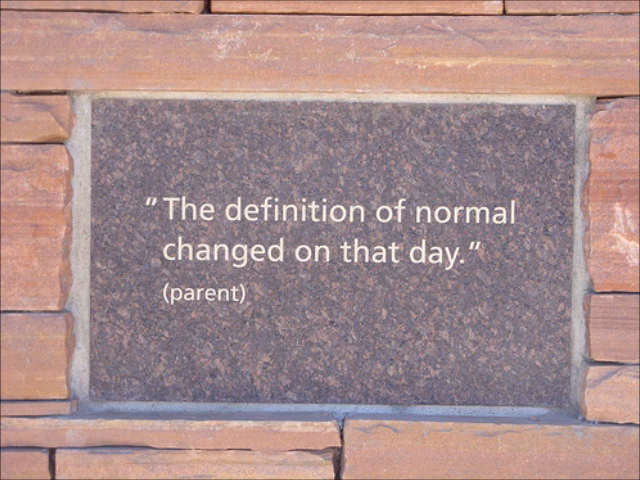 “The definition of normal
changed on that day.”
(parent)